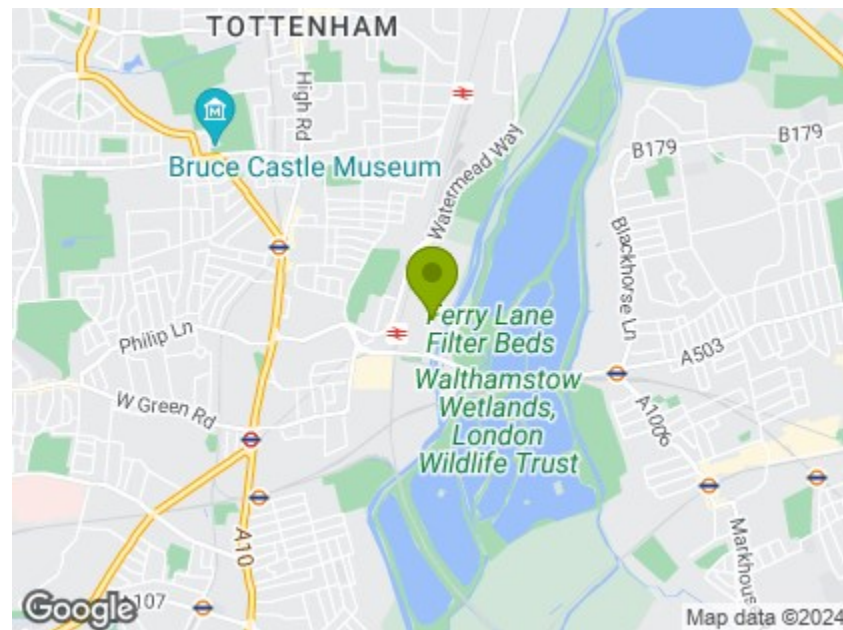 TOTTENHAM
High Rd
M
Bruce Castle Museum
Watermead Way
B179
B179
Blackhorse Ln
Philip Ln
Ferry Lane
Filter Beds
A503
Walthamstow
Wetlands,
London
Wildlife Trust
W Green Rd
A1006
A10
Markhouse
A107
Google
Map data ©2024